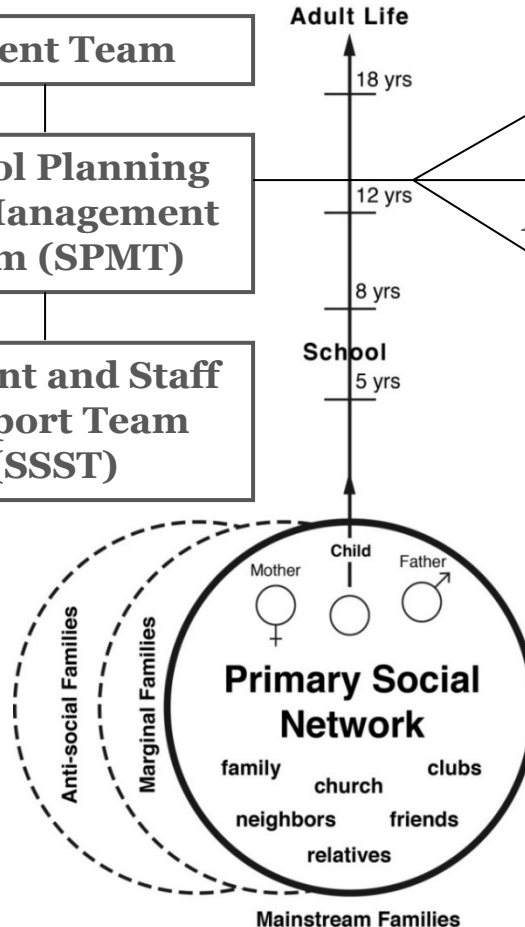 ent Team
ol Planning
Management
m (SPMT)
nt and Staff
port Team
(SSST)
Adult Life
18 yrs
12 yrs
8 yrs
School
5 yrs
Child
Mother
Father
Primary Social
Network
family
clubs
church
neighbors
friends
relatives
Anti-social Families
Marginal Families
Mainstream Families